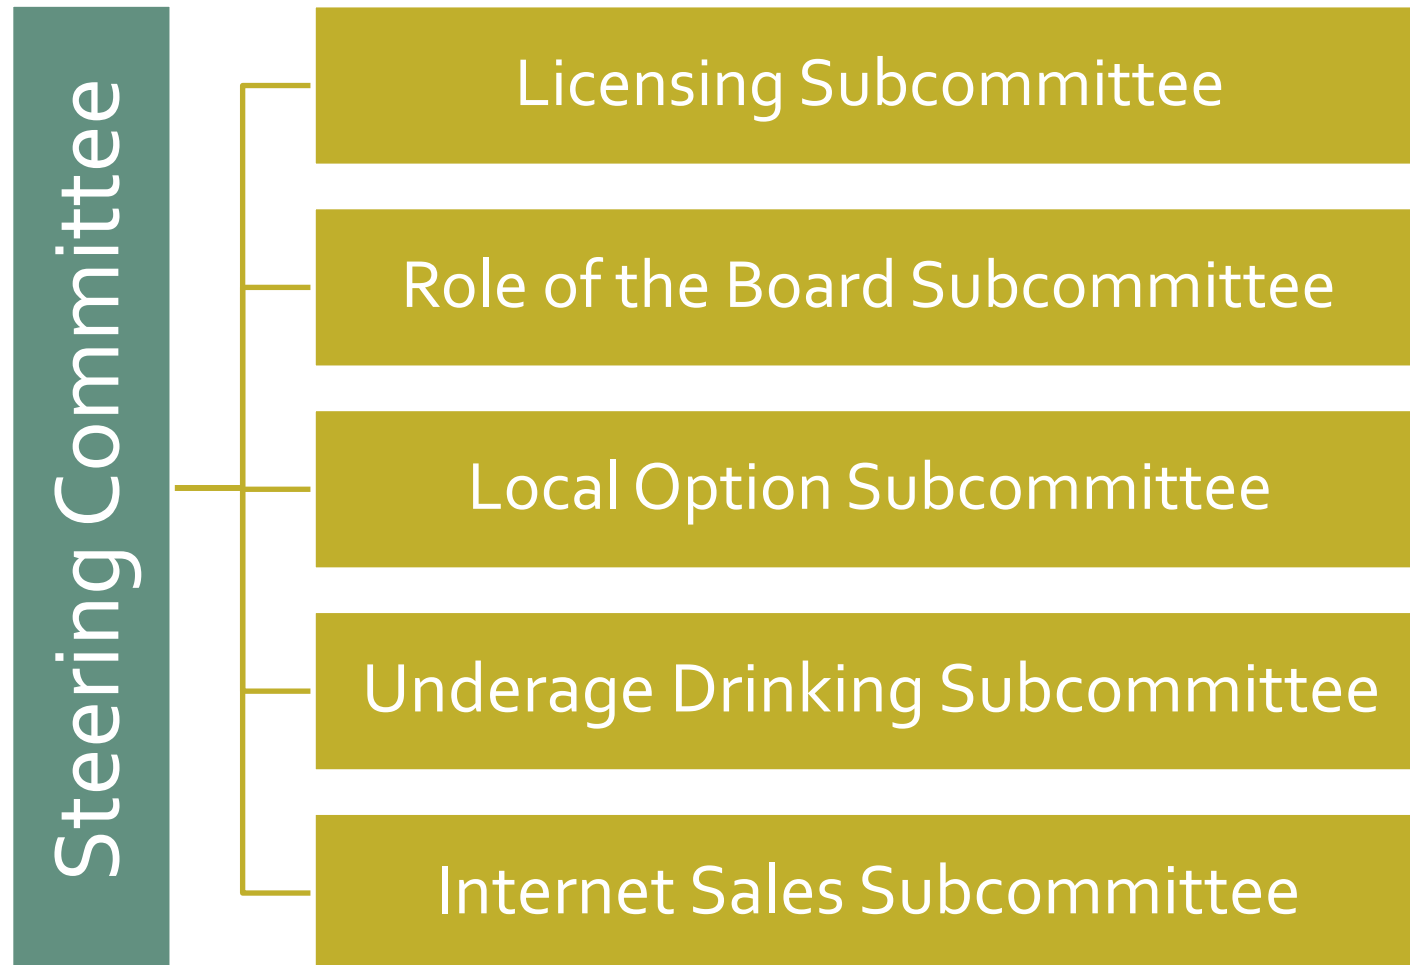 Steering Committee
Licensing Subcommittee
Role of the Board Subcommittee
Local Option Subcommittee
Underage Drinking Subcommittee
Internet Sales Subcommittee